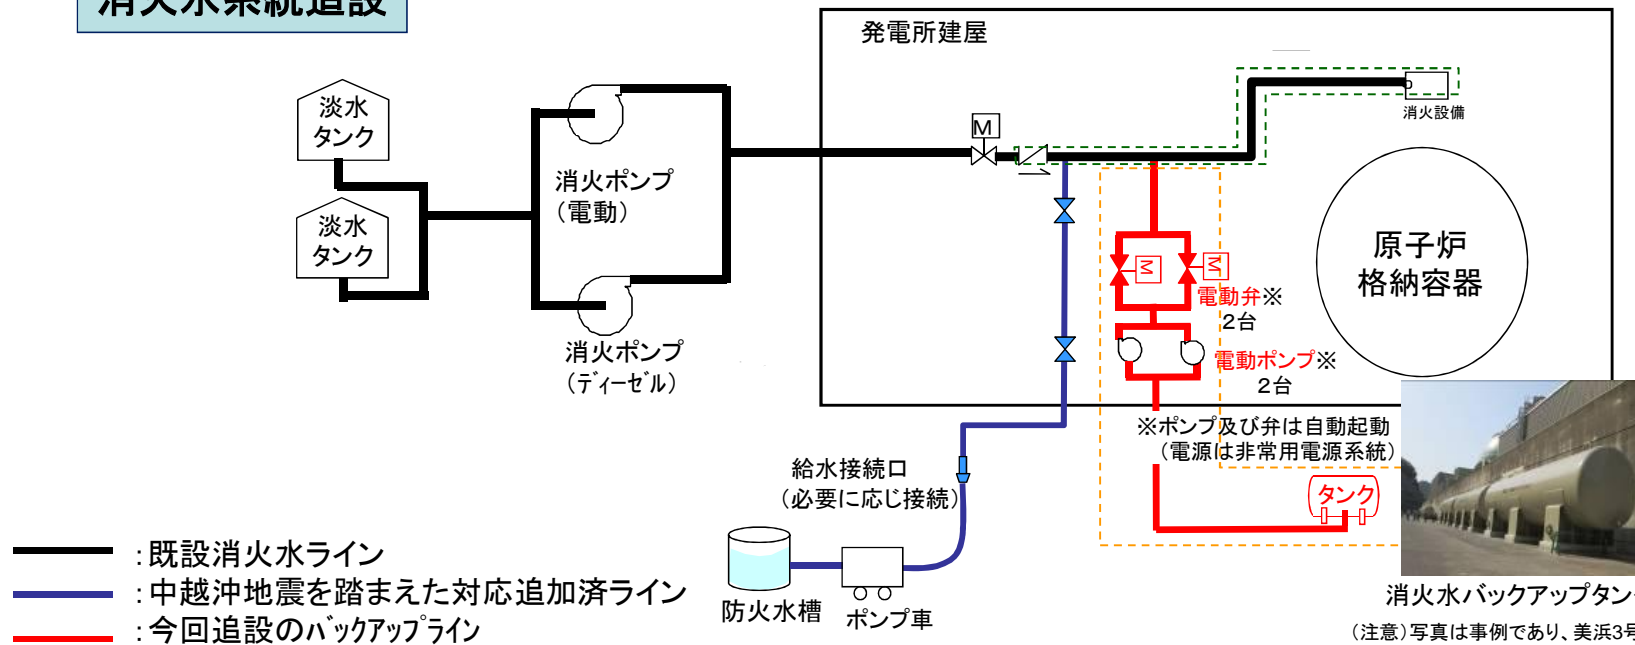 消火水系統追設
発電所建屋
淡水
タンク
淡水
タンク
消火ポンプ
（電動）
消火ポンプ
（ディーゼル）
M
消火設備
原子炉
格納容器
M
M
電動弁※
2台
電動ポンプ※
2台
※ポンプ及び弁は自動起動
（電源は非常用電源系統）
給水接続口
（必要に応じ接続）
タンク
防火水槽
ポンプ車
消火水バックアップタン
（注意）写真は事例であり、美浜3号
：既設消火水ライン
：中越沖地震を踏まえた対応追加済ライン
：今回追設のバックアップライン